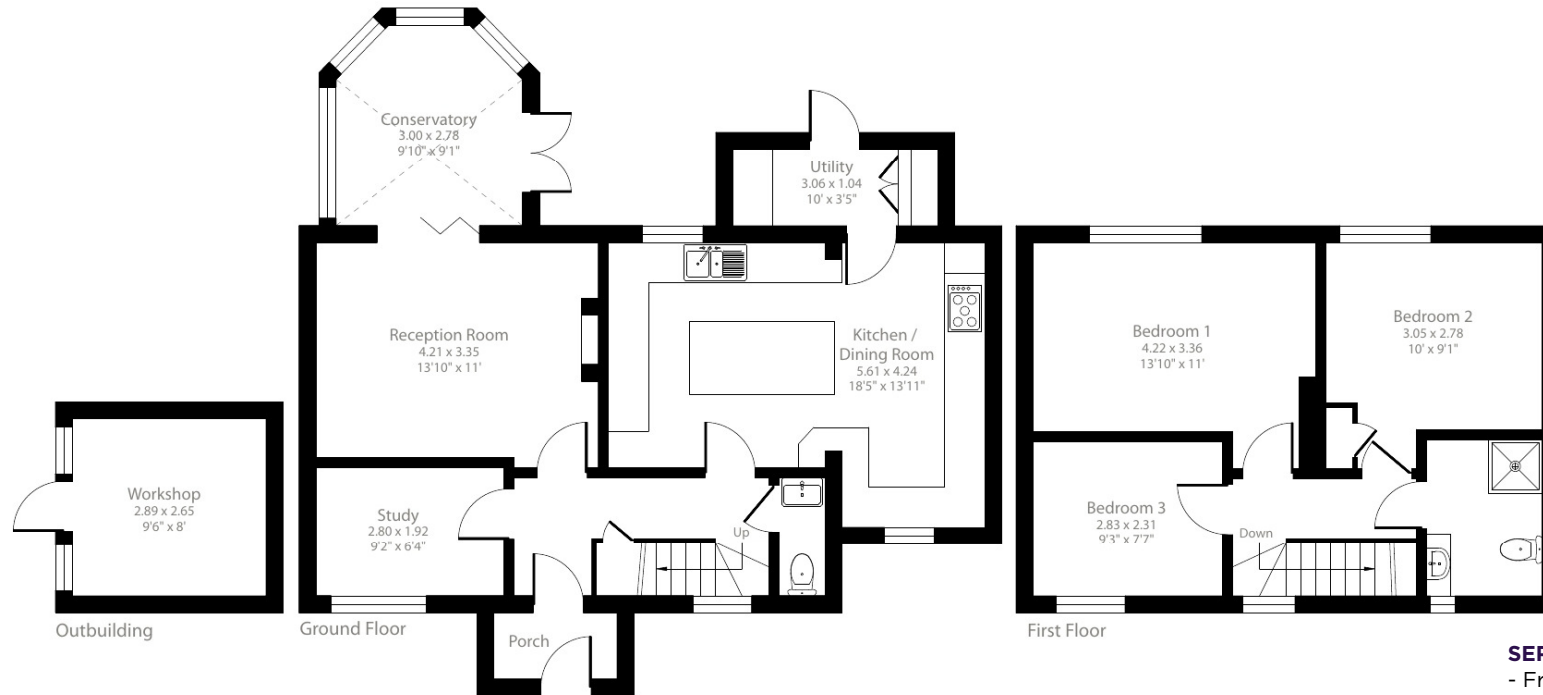 Conservatory
3.00 x 2.78
9'10" x 9'1"
Utility
3.06 x 1.04
10' x 3'5"
Reception Room
4.21 x 3.35
13'10" x 11'
Kitchen /
Dining Room
5.61 x 4.24
18'5" x 13'11"
Bedroom 1
4.22 x 3.36
13'10" x 11'
Bedroom 2
3.05 x 2.78
10' x 9'1"
Workshop
2.89 x 2.65
9'6" x 8'
Study
2.80 x 1.92
9'2" x 6'4"
Up
Bedroom 3
2.83 x 2.31
9'3" x 7'7"
Down
Outbuilding
Ground Floor
Porch
First Floor
SER
- Fr